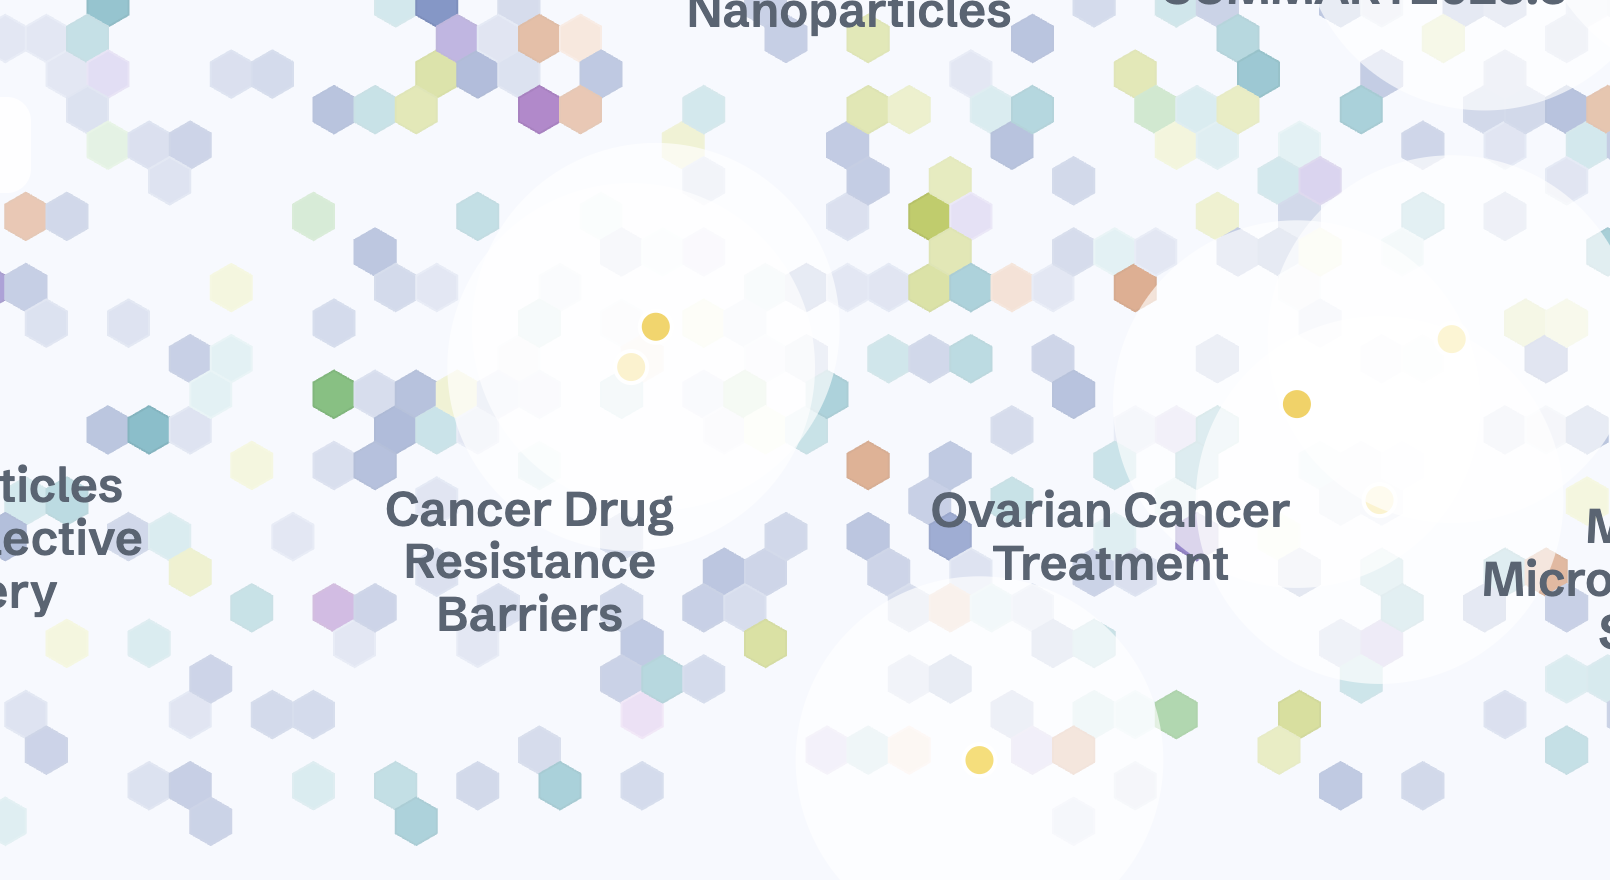 Nanoparticles
Cancer Drug
Resistance
Barriers
Ovarian Cancer
Treatment
ticles
ective
ery
M
Micro
S